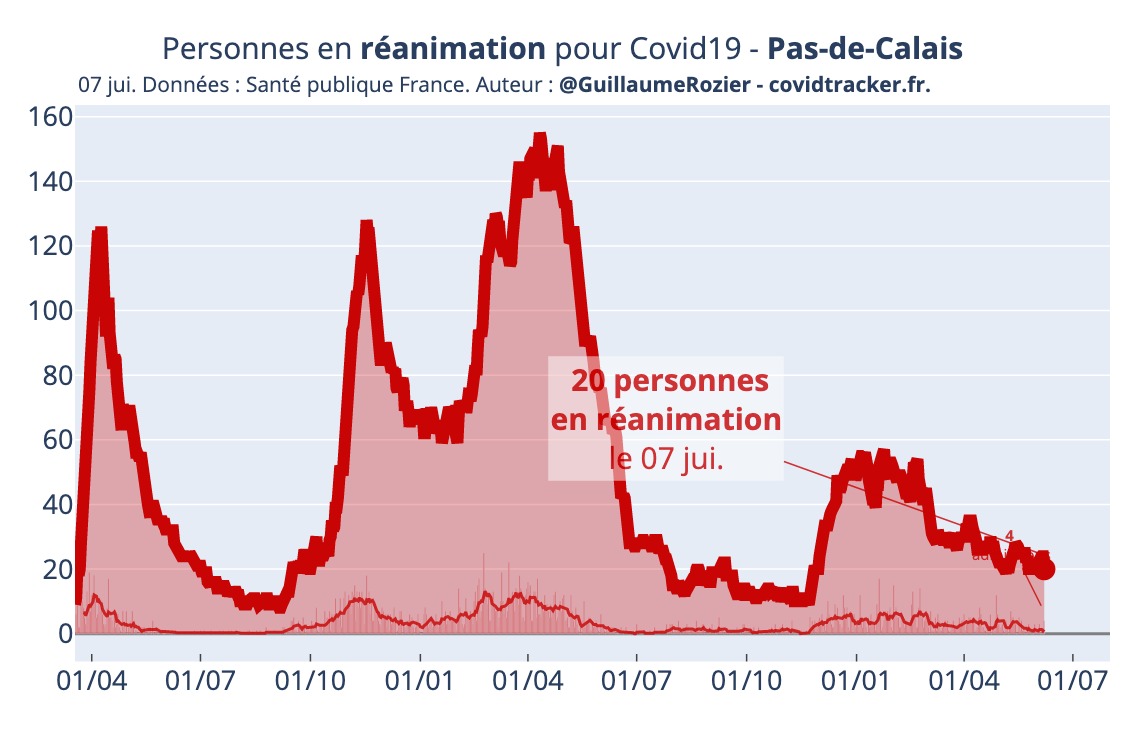 Personnes en réanimation pour Covid19 - Pas-de-Calais
07 jui. Données : Santé publique France. Auteur : @GuillaumeRozier - covidtracker.fr.
160
140
120
100
80
60
40
20
0
20 personnes
en réanimation
le 07 jui.
4
01/04 01/07 01/10 01/01 01/04 01/07 01/10 01/01 01/04 01/07